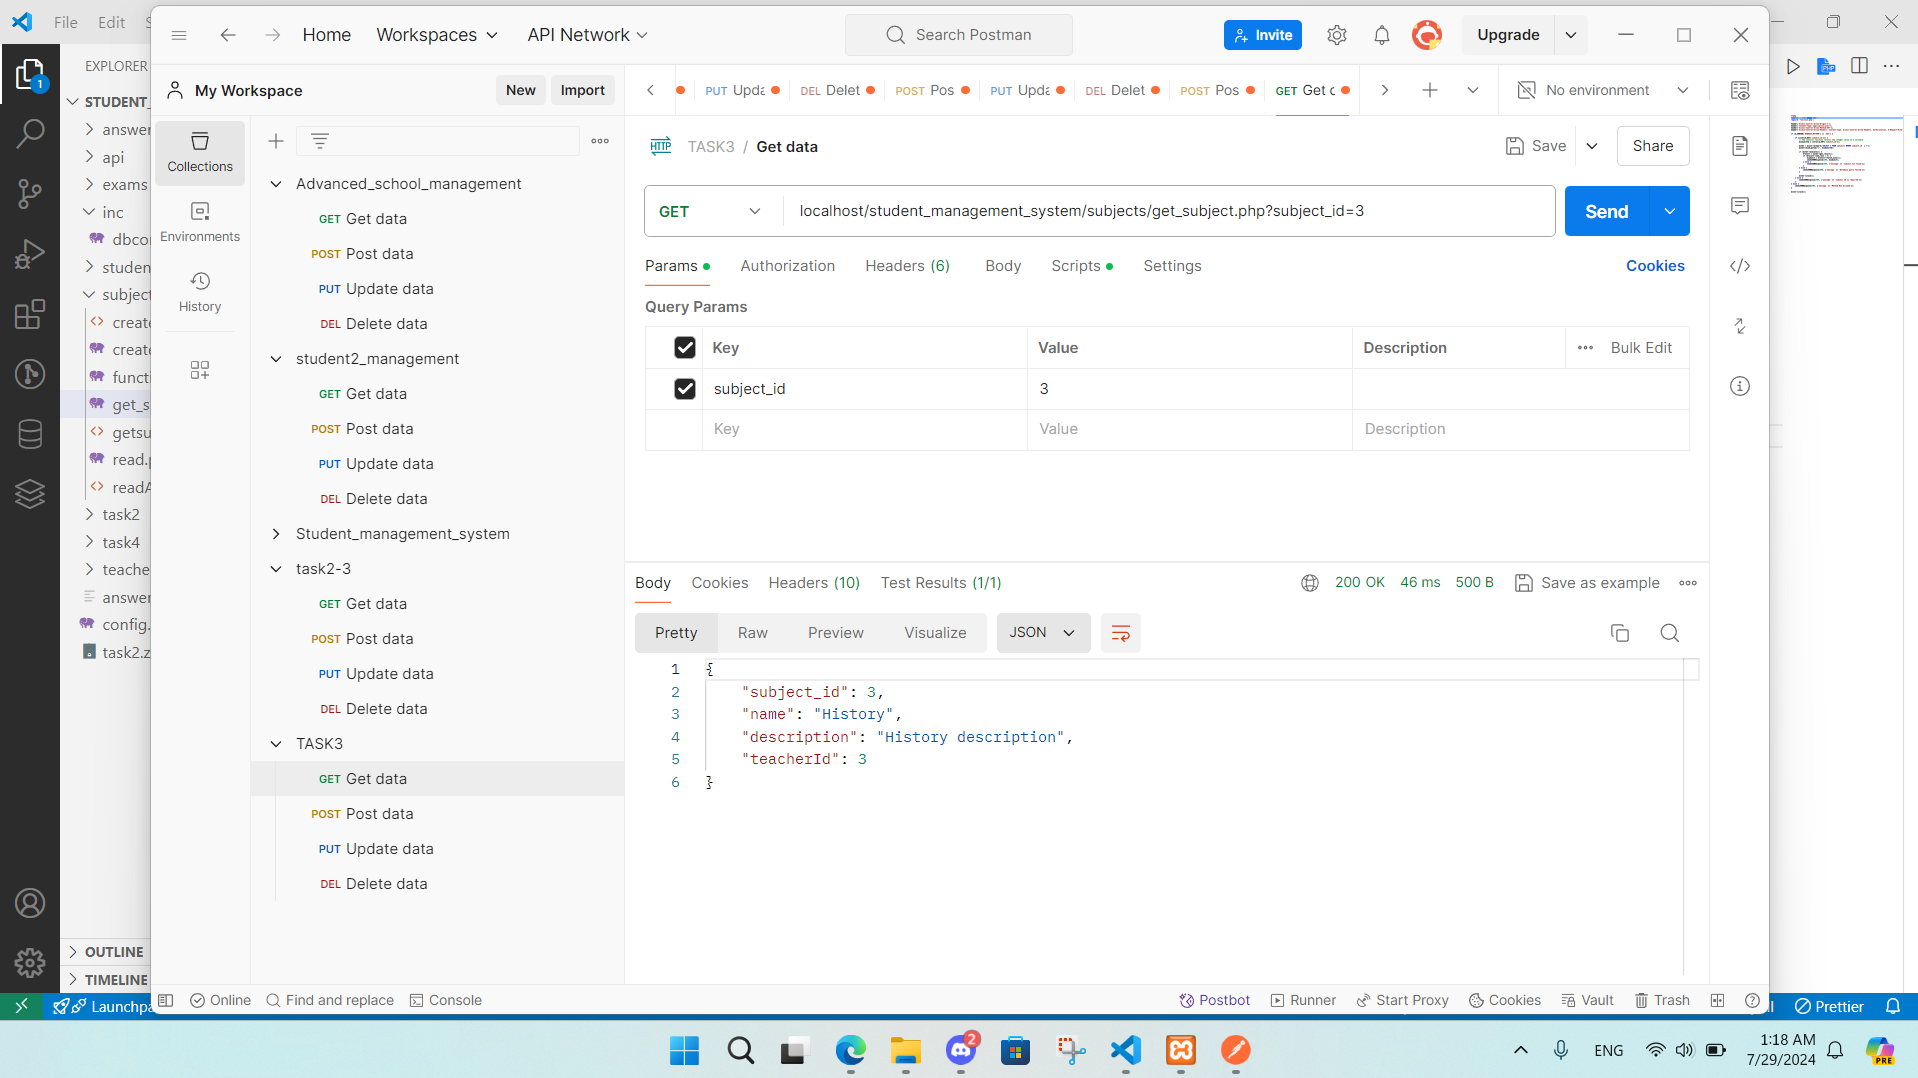 File Edit S
Home Workspaces API Network
Search Postman
Invite
Upgrade
EXPLORER
1
STUDENT_
answer
api
exams
inc
dbcor
studen
subject
create
create
functi
get_s
getsu
read.p
readA
task2
task4
teache
answer
config.
task2.z
OUTLINE
TIMELINE
Launchpa
My Workspace
New
Import
Collections
Environments
History
Advanced_school_management
GET Get data
POST Post data
PUT Update data
DEL Delete data
student2_management
GET Get data
POST Post data
PUT Update data
DEL Delete data
Student_management_system
task2-3
GET Get data
POST Post data
PUT Update data
DEL Delete data
TASK3
GET Get data
POST Post data
PUT Update data
DEL Delete data
PUT Upda DEL Delet POST Pos PUT Upda DEL Delet POST Pos GET Get c
No environment
HTTP TASK3 / Get data
Save
Share
GET
localhost/student_management_system/subjects/get_subject.php?subject_id=3
Send
Params Authorization Headers (6) Body Scripts Settings
Cookies
Query Params
Key Value Description Bulk Edit
subject_id 3
Key Value Description
Body Cookies Headers (10) Test Results (1/1)
200 OK 46 ms 500 B Save as example
Pretty Raw Preview Visualize JSON
1 {
2 "subject_id": 3,
3 "name": "History",
4 "description": "History description",
5 "teacherId": 3
6 }
Online Find and replace Console
Postbot Runner Start Proxy Cookies Vault Trash
Prettier
2
ENG
1:18 AM
7/29/2024
PRE